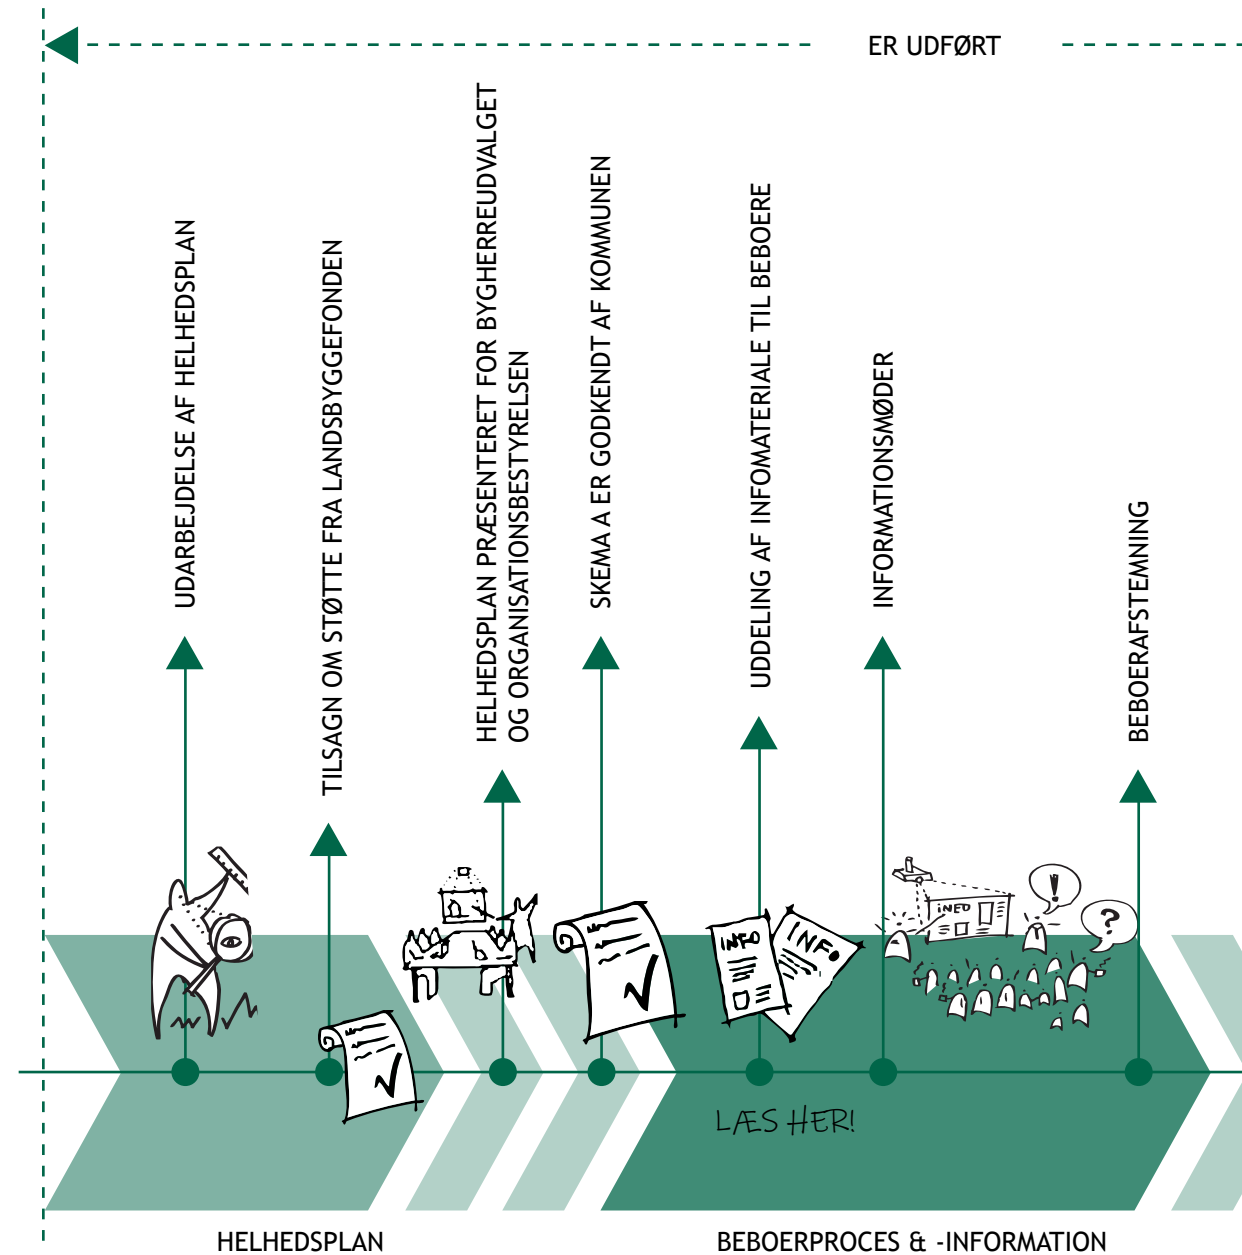 ER UDFØRT
UDARBEJDELSE AF HELHEDSPLAN
TILSAGN OM STØTTE FRA LANDSBYGGEFONDEN
HELHEDSPLAN PRÆSENTERET FOR BYGHERREUDVALGET
OG ORGANISATIONSBESTYRELSEN
SKEMA A ER GODKENDT AF KOMMUNEN
UDDELING AF INFOMATERIALE TIL BEBOERE
INFORMATIONSMØDER
BEBOERAFSTEMNING
INFO
INFO
INFO
!
?
LÆS HER!
HELHEDSPLAN
BEBOERPROCES & -INFORMATION